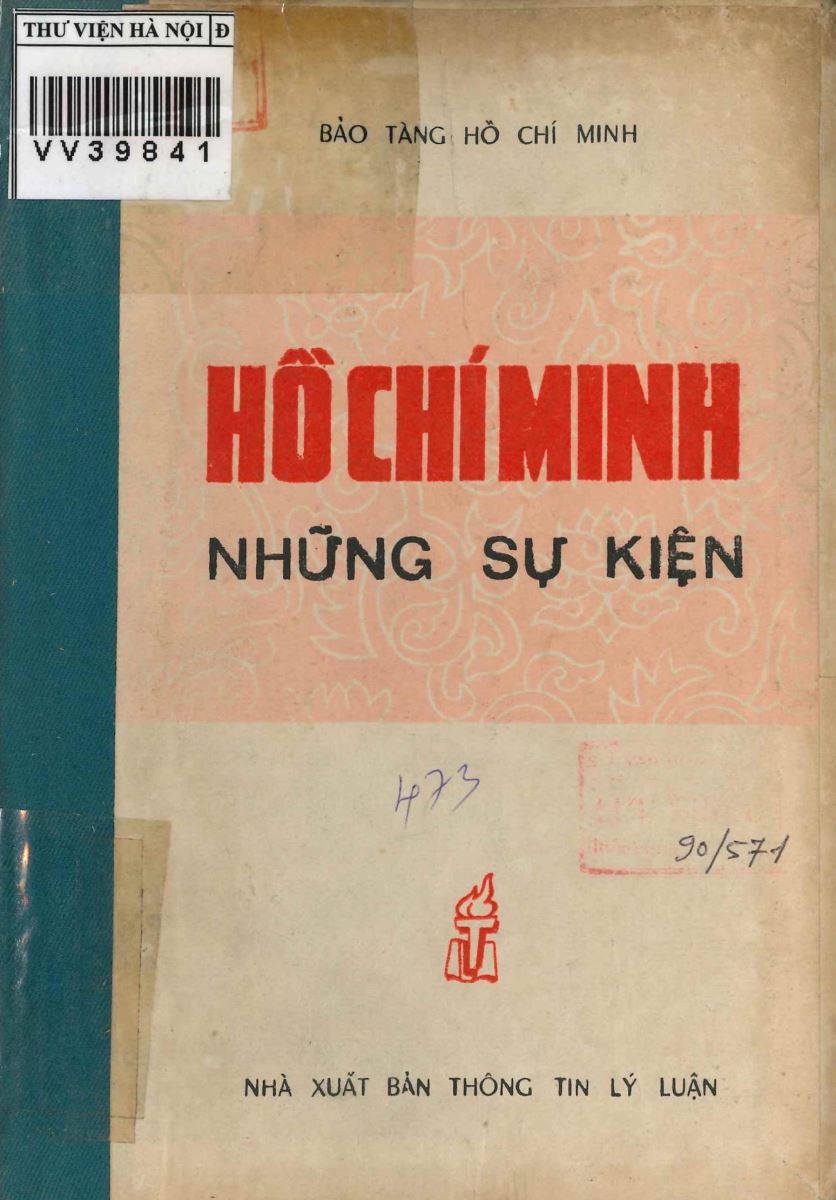 THƯ VIỆN HÀ NỘI Đ
VV39841
BẢO TÀNG HỒ CHÍ MINH
HỒ CHÍ MINH
NHỮNG SỰ KIỆN
473
90/571
NHÀ XUẤT BẢN THÔNG TIN LÝ LUẬN